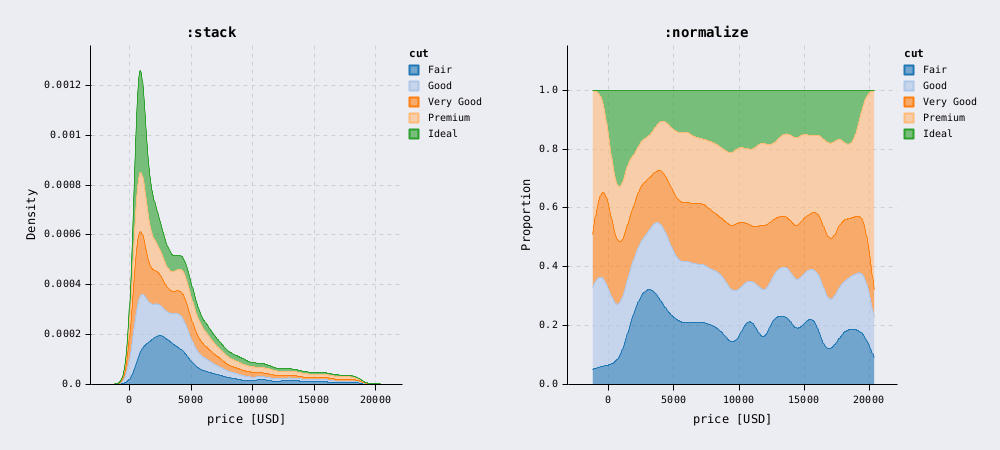 :stack
:normalize
cut
Fair
Good
Very Good
Premium
Ideal
0.0012
0.001
0.0008
0.0006
0.0004
0.0002
0.0
Density
0
5000
10000
15000
20000
price [USD]
cut
Fair
Good
Very Good
Premium
Ideal
1.0
0.8
0.6
0.4
0.2
0.0
Proportion
0
5000
10000
15000
20000
price [USD]